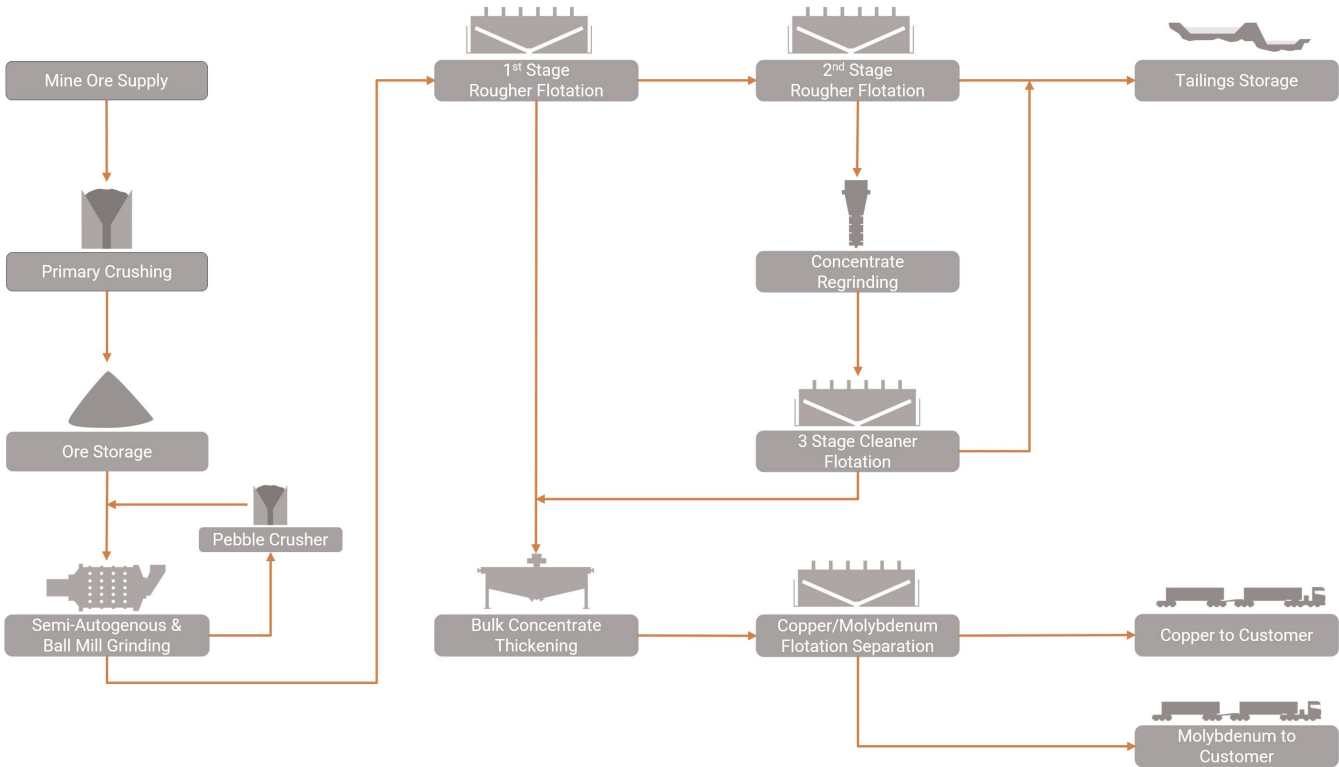 Mine Ore Supply
Primary Crushing
Ore Storage
Pebble Crusher
Semi-Autogenous &
Ball Mill Grinding
1st Stage
Rougher Flotation
2nd Stage
Rougher Flotation
Tailings Storage
Concentrate
Regrinding
3 Stage Cleaner
Flotation
Bulk Concentrate
Thickening
Copper/Molybdenum
Flotation Separation
Copper to Customer
Molybdenum to
Customer